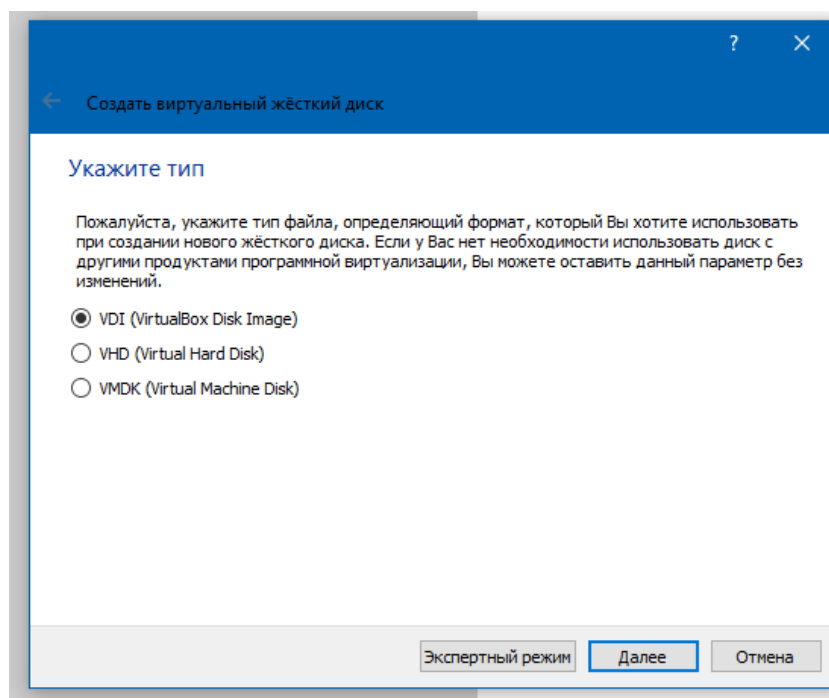 ?
Создать виртуальный жёсткий диск
Укажите тип
Пожалуйста, укажите тип файла, определяющий формат, который Вы хотите использовать
при создании нового жёсткого диска. Если у Вас нет необходимости использовать диск с
другими продуктами программной виртуализации, Вы можете оставить данный параметр без
изменений.
VDI (VirtualBox Disk Image)
VHD (Virtual Hard Disk)
VMDK (Virtual Machine Disk)
Экспертный режим Далее Отмена